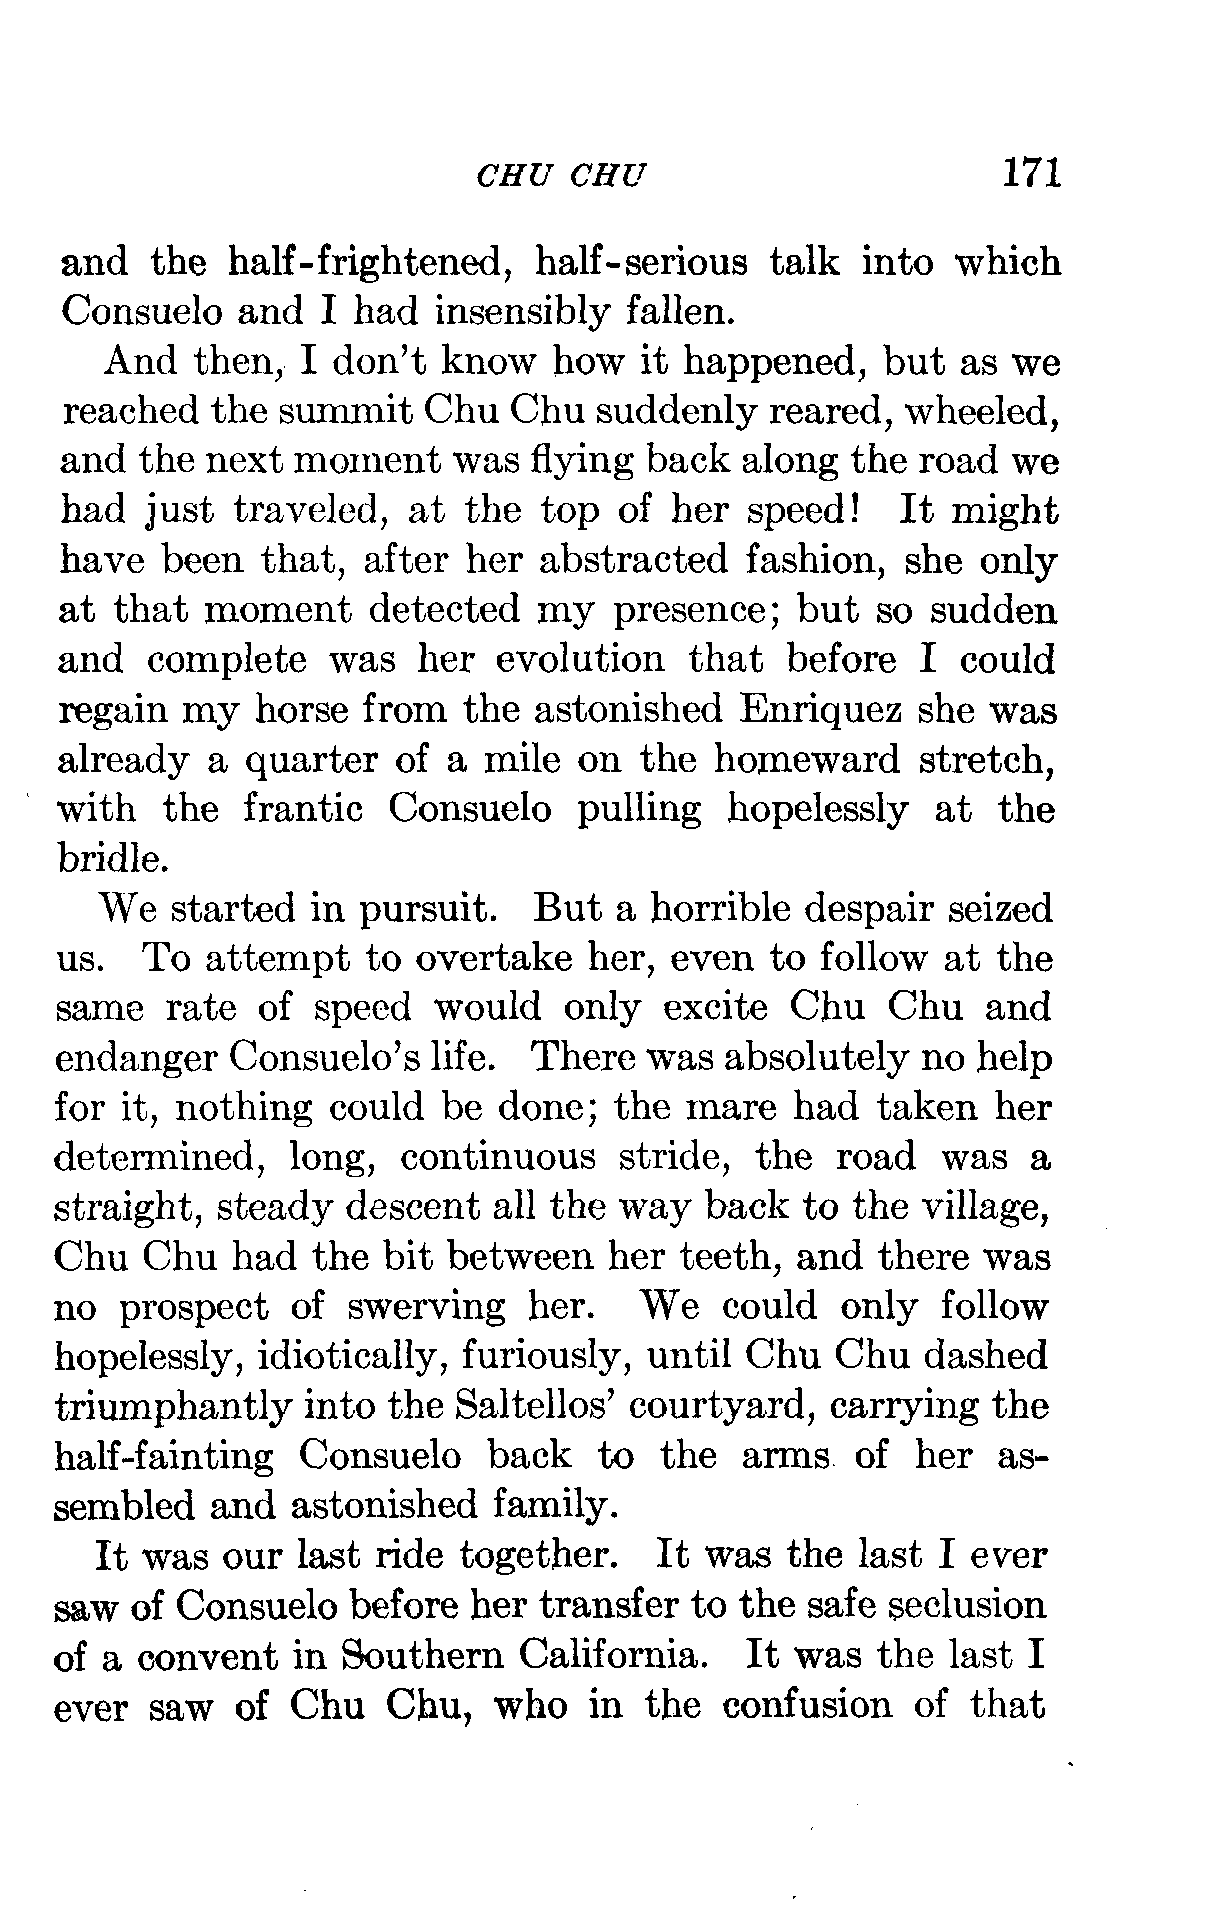 CHU CHU 171
and the half-frightened, half-serious talk into which
Consuelo and I had insensibly fallen.
And then, I don't know how it happened, but as we
reached the summit Chu Chu suddenly reared, wheeled,
and the next moment was flying back along the road we
had just traveled, at the top of her speed! It might
have been that, after her abstracted fashion, she only
at that moment detected my presence; but so sudden
and complete was her evolution that before I could
regain my horse from the astonished Enriquez she was
already a quarter of a mile on the homeward stretch,
with the frantic Consuelo pulling hopelessly at the
bridle.
We started in pursuit. But a horrible despair seized
us. To attempt to overtake her, even to follow at the
same rate of speed would only excite Chu Chu and
endanger Consuelo's life. There was absolutely no help
for it, nothing could be done; the mare had taken her
determined, long, continuous stride, the road was a
straight, steady descent all the way back to the village,
Chu Chu had the bit between her teeth, and there was
no prospect of swerving her. We could only follow
hopelessly, idiotically, furiously, until Chu Chu dashed
triumphantly into the Saltellos' courtyard, carrying the
half-fainting Consuelo back to the arms of her as-
sembled and astonished family.
It was our last ride together. It was the last I ever
saw of Consuelo before her transfer to the safe seclusion
of a convent in Southern California. It was the last I
ever saw of Chu Chu, who in the confusion of that